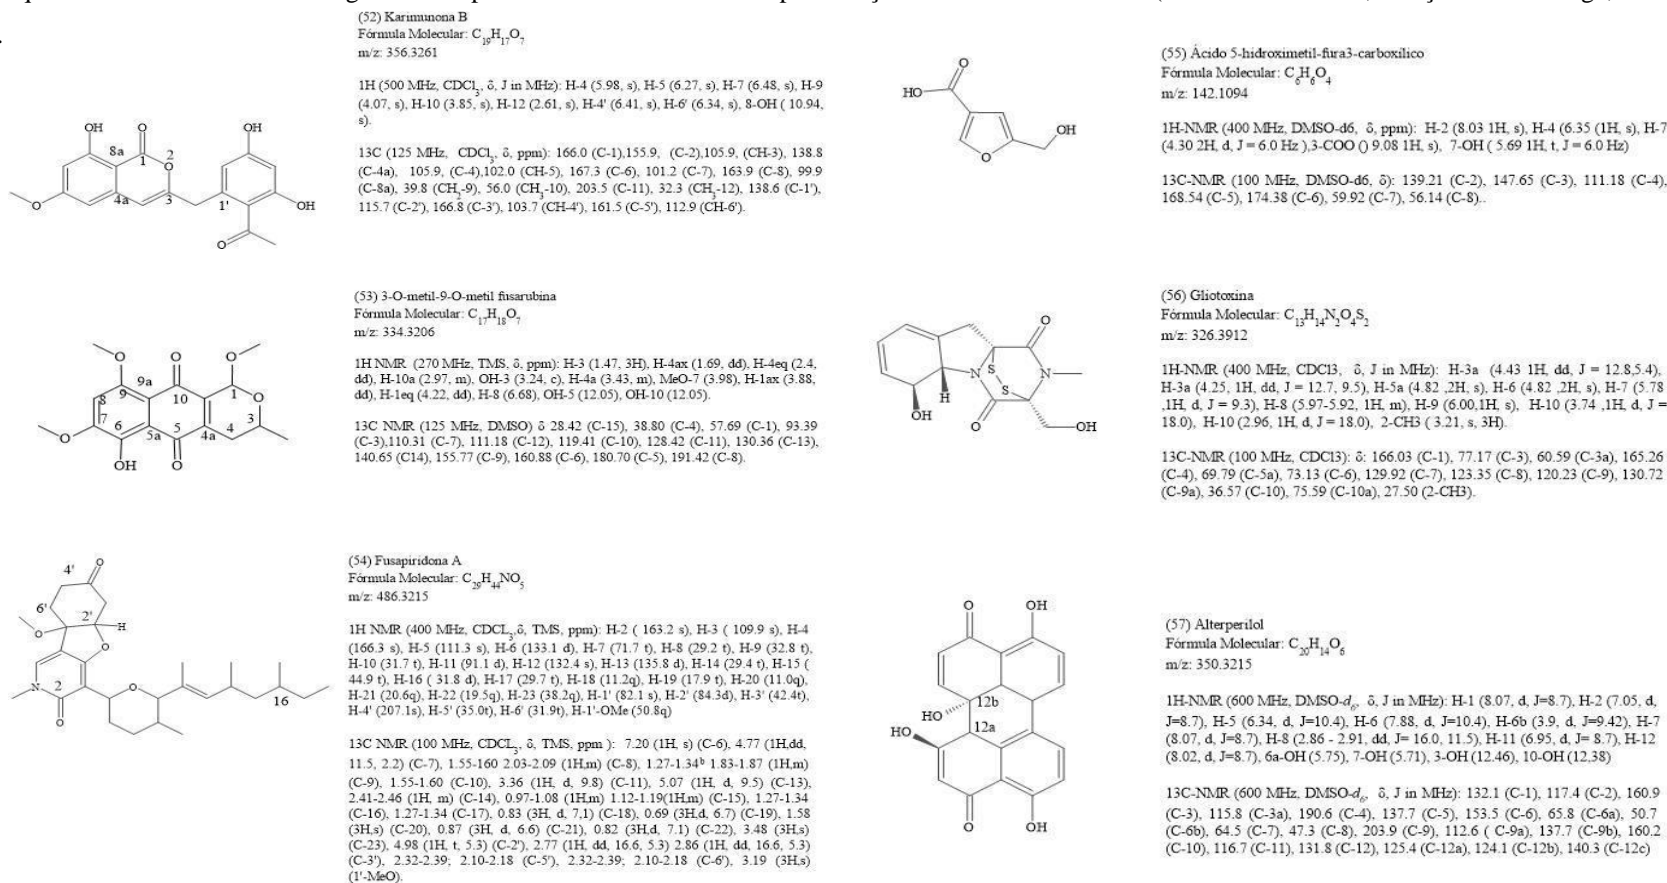 (52) Karimunona B
Fórmula Molecular: C19H17O7
m/z: 356.3261
1H (500 MHz, CDCl3, δ, J in MHz): H-4 (5.98, s), H-5 (6.27, s), H-7 (6.48, s), H-9
(4.07, s), H-10 (3.85, s), H-12 (2.61, s), H-4' (6.41, s), H-6' (6.34, s), 8-OH ( 10.94,
s).
13C (125 MHz, CDCl3, δ, ppm): 166.0 (C-1),155.9, (C-2),105.9, (CH-3), 138.8
(C-4a), 105.9, (C-4),102.0 (CH-5), 167.3 (C-6), 101.2 (C-7), 163.9 (C-8), 99.9
(C-8a), 39.8 (CH2-9), 56.0 (CH3-10), 203.5 (C-11), 32.3 (CH3-12), 138.6 (C-1'),
115.7 (C-2'), 166.8 (C-3'), 103.7 (CH-4'), 161.5 (C-5'), 112.9 (CH-6').
OH O OH
8a 1 2 O
O 4a 3 1' OH
O
(53) 3-O-metil-9-O-metil fusarubina
Fórmula Molecular: C17H18O7
m/z: 334.3206
1H NMR (270 MHz, TMS, δ, ppm): H-3 (1.47, 3H), H-4ax (1.69, dd), H-4eq (2.4,
dd), H-10a (2.97, m), OH-3 (3.24, c), H-4a (3.43, m), MeO-7 (3.98), H-1ax (3.88,
dd), H-1eq (4.22, dd), H-8 (6.68), OH-5 (12.05), OH-10 (12.05).
13C NMR (125 MHz, DMSO) δ 28.42 (C-15), 38.80 (C-4), 57.69 (C-1), 93.39
(C-3),110.31 (C-7), 111.18 (C-12), 119.41 (C-10), 128.42 (C-11), 130.36 (C-13),
140.65 (C14), 155.77 (C-9), 160.88 (C-6), 180.70 (C-5), 191.42 (C-8).
O O O
9a
8 9 10 1 O
7 6 5a 5 4a 4 3
O
OH O
(54) Fusapiridona A
Fórmula Molecular: C29H44NO5
m/z: 486.3215
1H NMR (400 MHz, CDCL3,δ, TMS, ppm): H-2 ( 163.2 s), H-3 ( 109.9 s), H-4
(166.3 s), H-5 (111.3 s), H-6 (133.1 d), H-7 (71.7 t), H-8 (29.2 t), H-9 (32.8 t),
H-10 (31.7 t), H-11 (91.1 d), H-12 (132.4 s), H-13 (135.8 d), H-14 (29.4 t), H-15 (
44.9 t), H-16 ( 31.8 d), H-17 (29.7 t), H-18 (11.2q), H-19 (17.9 t), H-20 (11.0q),
H-21 (20.6q), H-22 (19.5q), H-23 (38.2q), H-1' (82.1 s), H-2' (84.3d), H-3' (42.4t),
H-4' (207.1s), H-5' (35.0t), H-6' (31.9t), H-1'-OMe (50.8q)
13C NMR (100 MHz, CDCL3, δ, TMS, ppm ): 7.20 (1H, s) (C-6), 4.77 (1H,dd,
11.5, 2.2) (C-7), 1.55-160 2.03-2.09 (1H,m) (C-8), 1.27-1.34b 1.83-1.87 (1H,m)
(C-9), 1.55-1.60 (C-10), 3.36 (1H, d, 9.8) (C-11), 5.07 (1H, d, 9.5) (C-13),
2.41-2.46 (1H, m) (C-14), 0.97-1.08 (1H,m) 1.12-1.19(1H,m) (C-15), 1.27-1.34
(C-16), 1.27-1.34 (C-17), 0.83 (3H, d, 7,1) (C-18), 0.69 (3H,d, 6.7) (C-19), 1.58
(3H,s) (C-20), 0.87 (3H, d, 6.6) (C-21), 0.82 (3H,d, 7.1) (C-22), 3.48 (3H,s)
(C-23), 4.98 (1H, t, 5.3) (C-2'), 2.77 (1H, dd, 16.6, 5.3) 2.86 (1H, dd, 16.6, 5.3)
(C-3'), 2.32-2.39; 2.10-2.18 (C-5'), 2.32-2.39; 2.10-2.18 (C-6'), 3.19 (3H,s)
(1'-MeO).
4' O
6' 2' H
O O
N 2 O 16
O
(55) Ácido 5-hidroximetil-fura3-carboxílico
Fórmula Molecular: C6H6O4
m/z: 142.1094
1H-NMR (400 MHz, DMSO-d6, δ, ppm): H-2 (8.03 1H, s), H-4 (6.35 (1H, s), H-7
(4.30 2H, d, J = 6.0 Hz ),3-COO () 9.08 1H, s), 7-OH ( 5.69 1H, t, J = 6.0 Hz)
13C-NMR (100 MHz, DMSO-d6, δ): 139.21 (C-2), 147.65 (C-3), 111.18 (C-4),
168.54 (C-5), 174.38 (C-6), 59.92 (C-7), 56.14 (C-8)..
O
HO
OH
O
(56) Gliotoxina
Fórmula Molecular: C13H14N2O4S2
m/z: 326.3912
1H-NMR (400 MHz, CDCl3, δ, J in MHz): H-3a (4.43 1H, dd, J = 12.8,5.4),
H-3a (4.25, 1H, dd, J = 12.7, 9.5), H-5a (4.82 ,2H, s), H-6 (4.82 ,2H, s), H-7 (5.78
,1H, d, J = 9.3), H-8 (5.97-5.92, 1H, m), H-9 (6.00,1H, s), H-10 (3.74 ,1H, d, J =
18.0), H-10 (2.96, 1H, d, J = 18.0), 2-CH3 ( 3.21, s, 3H).
13C-NMR (100 MHz, CDCl3): δ: 166.03 (C-1), 77.17 (C-3), 60.59 (C-3a), 165.26
(C-4), 69.79 (C-5a), 73.13 (C-6), 129.92 (C-7), 123.35 (C-8), 120.23 (C-9), 130.72
(C-9a), 36.57 (C-10), 75.59 (C-10a), 27.50 (2-CH3).
O
N S S N
H
OH O OH
(57) Alterperilol
Fórmula Molecular: C20H14O6
m/z: 350.3215
1H-NMR (600 MHz, DMSO-d6, δ, J in MHz): H-1 (8.07, d, J=8.7), H-2 (7.05, d,
J=8.7), H-5 (6.34, d, J=10.4), H-6 (7.88, d, J=10.4), H-6b (3.9, d, J=9.42), H-7
(8.07, d, J=8.7), H-8 (2.86 - 2.91, dd, J= 16.0, 11.5), H-11 (6.95, d, J= 8.7), H-12
(8.02, d, J=8.7), 6a-OH (5.75), 7-OH (5.71), 3-OH (12.46), 10-OH (12,38)
13C-NMR (600 MHz, DMSO-d6, δ, J in MHz): 132.1 (C-1), 117.4 (C-2), 160.9
(C-3), 115.8 (C-3a), 190.6 (C-4), 137.7 (C-5), 153.5 (C-6), 65.8 (C-6a), 50.7
(C-6b), 64.5 (C-7), 47.3 (C-8), 203.9 (C-9), 112.6 ( C-9a), 137.7 (C-9b), 160.2
(C-10), 116.7 (C-11), 131.8 (C-12), 125.4 (C-12a), 124.1 (C-12b), 140.3 (C-12c)
O OH
HO 12b
HO 12a
O OH